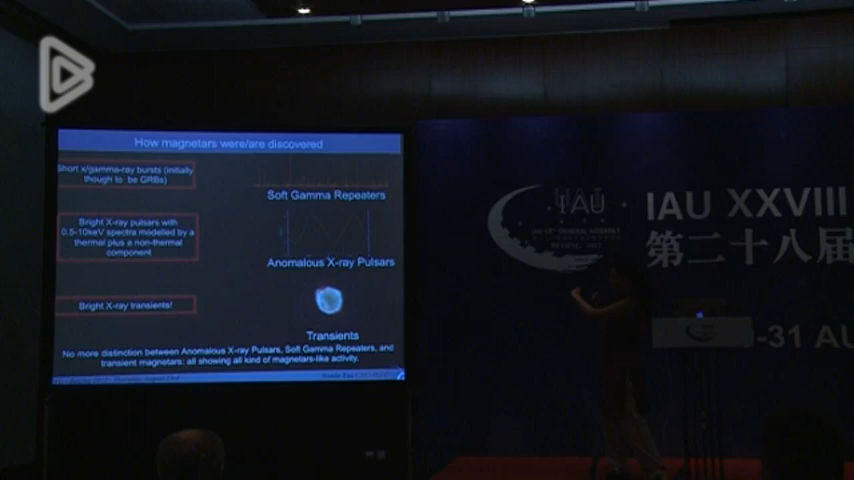 How magnetars were/are discovered
Short x/gamma-ray bursts (initially
though to be GRBs)
Soft Gamma Repeaters
Bright X-ray pulsars with
0.5-10keV spectra modelled by a
thermal plus a non-thermal
component
Anomalous X-ray Pulsars
Bright X-ray transients!
Transients
No more distinction between Anomalous X-ray Pulsars, Soft Gamma Repeaters, and
transient magnetars: all showing all kind of magnetars-like activity.
IAU
IAU XXVIII
第二十八届
-31 AU